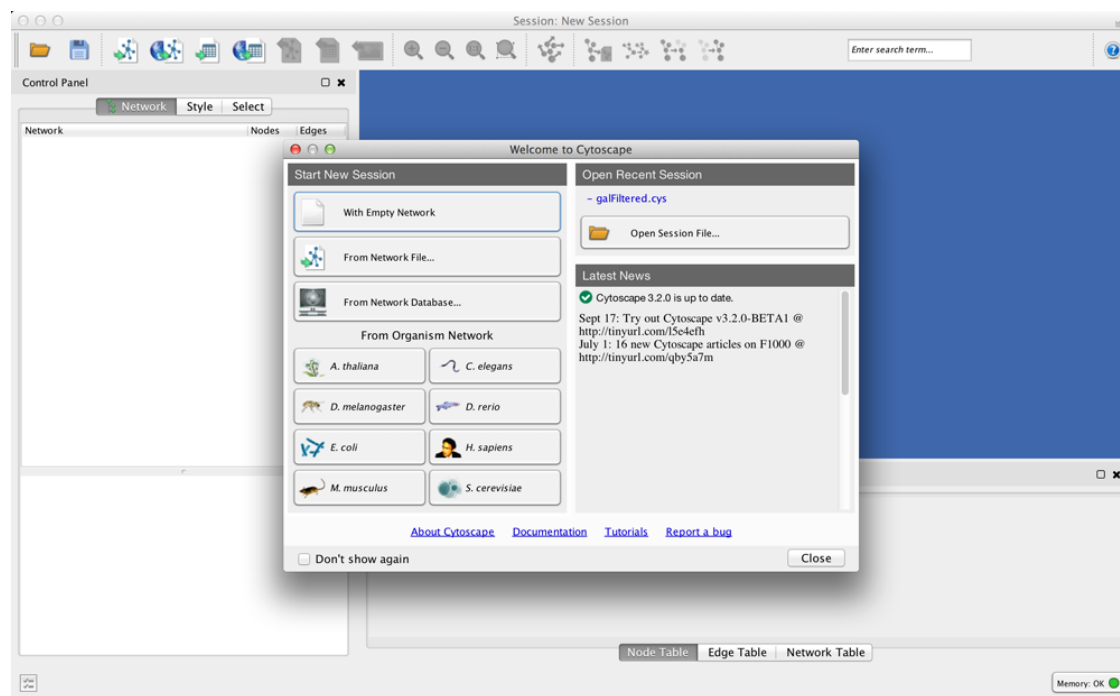 Session: New Session
Enter search term...
Control Panel
Network Style Select
Network Nodes Edges
Welcome to Cytoscape
Start New Session
With Empty Network
From Network File...
From Network Database...
From Organism Network
A. thaliana C. elegans
D. melanogaster D. rerio
E. coli H. sapiens
M. musculus S. cerevisiae
Open Recent Session
- galFiltered.cys
Open Session File...
Latest News
Cytoscape 3.2.0 is up to date.
Sept 17: Try out Cytoscape v3.2.0-BETA1 @
http://tinyurl.com/l5e4efh
July 1: 16 new Cytoscape articles on F1000 @
http://tinyurl.com/qby5a7m
About Cytoscape Documentation Tutorials Report a bug
Don't show again
Close
Node Table Edge Table Network Table
Memory: OK